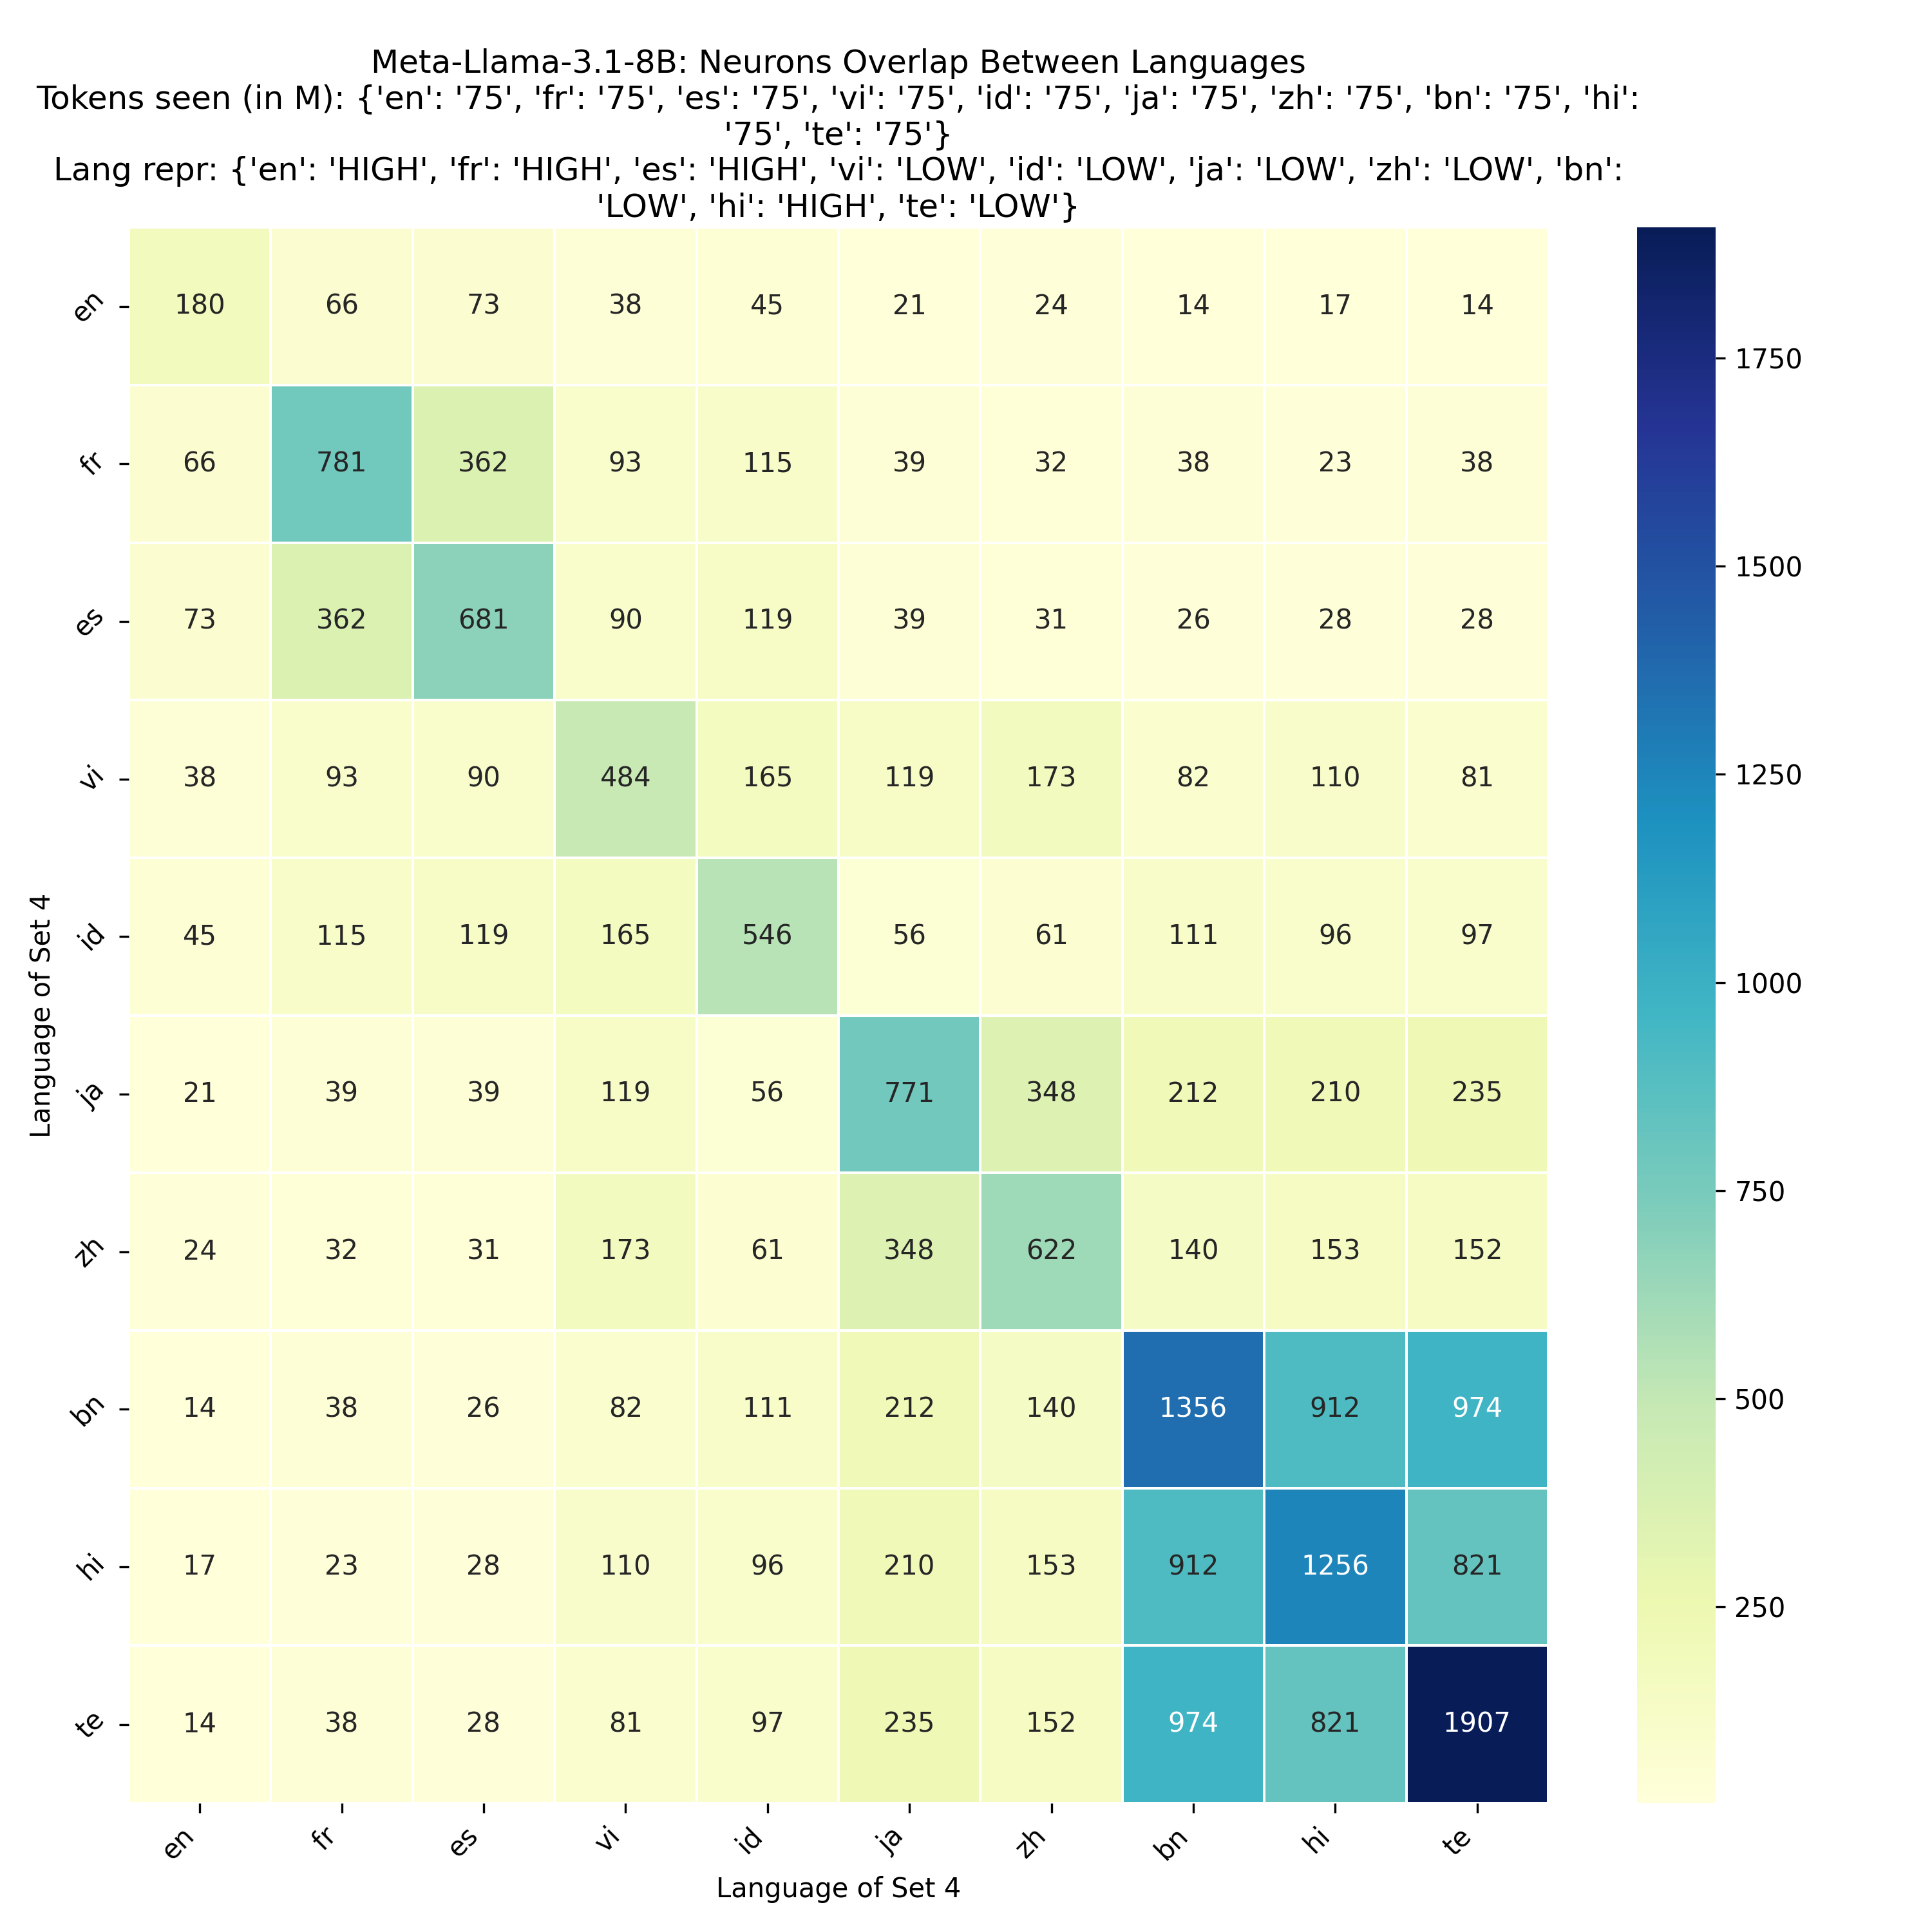 Meta-Llama-3.1-8B: Neurons Overlap Between Languages
Tokens seen (in M): {'en': '75', 'fr': '75', 'es': '75', 'vi': '75', 'id': '75', 'ja': '75', 'zh': '75', 'bn': '75', 'hi':
'75', 'te': '75'}
Lang repr: {'en': 'HIGH', 'fr': 'HIGH', 'es': 'HIGH', 'vi': 'LOW', 'id': 'LOW', 'ja': 'LOW', 'zh': 'LOW', 'bn':
'LOW', 'hi': 'HIGH', 'te': 'LOW'}
Language of Set 4
en 180 66 73 38 45 21 24 14 17 14
fr 66 781 362 93 115 39 32 38 23 38
es 73 362 681 90 119 39 31 26 28 28
vi 38 93 90 484 165 119 173 82 110 81
id 45 115 119 165 546 56 61 111 96 97
ja 21 39 39 119 56 771 348 212 210 235
zh 24 32 31 173 61 348 622 140 153 152
bn 14 38 26 82 111 212 140 1356 912 974
hi 17 23 28 110 96 210 153 912 1256 821
te 14 38 28 81 97 235 152 974 821 1907
en fr es vi id ja zh bn hi te
Language of Set 4
1750
1500
1250
1000
750
500
250